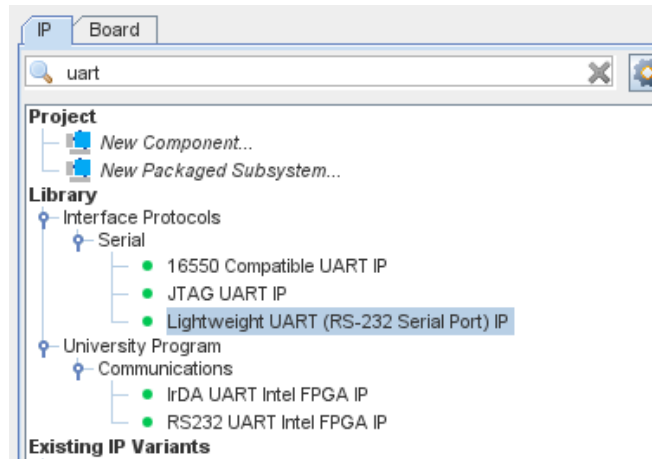 IP Board
uart
Project
New Component...
New Packaged Subsystem...
Library
Interface Protocols
Serial
16550 Compatible UART IP
JTAG UART IP
Lightweight UART (RS-232 Serial Port) IP
University Program
Communications
IrDA UART Intel FPGA IP
RS232 UART Intel FPGA IP
Existing IP Variants